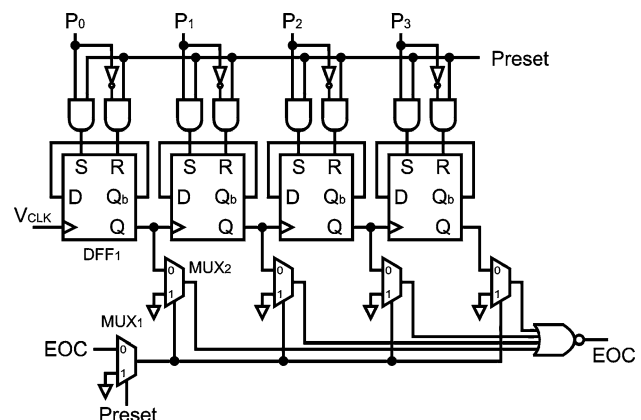 P0 P1 P2 P3
Preset
S R S R S R S R
D Qb D Qb D Qb D Qb
VCLK Q Q Q Q
DFF1
0 MUX2 0 0 0
1 1 1 1
MUX1
EOC 0
EOC
1
Preset